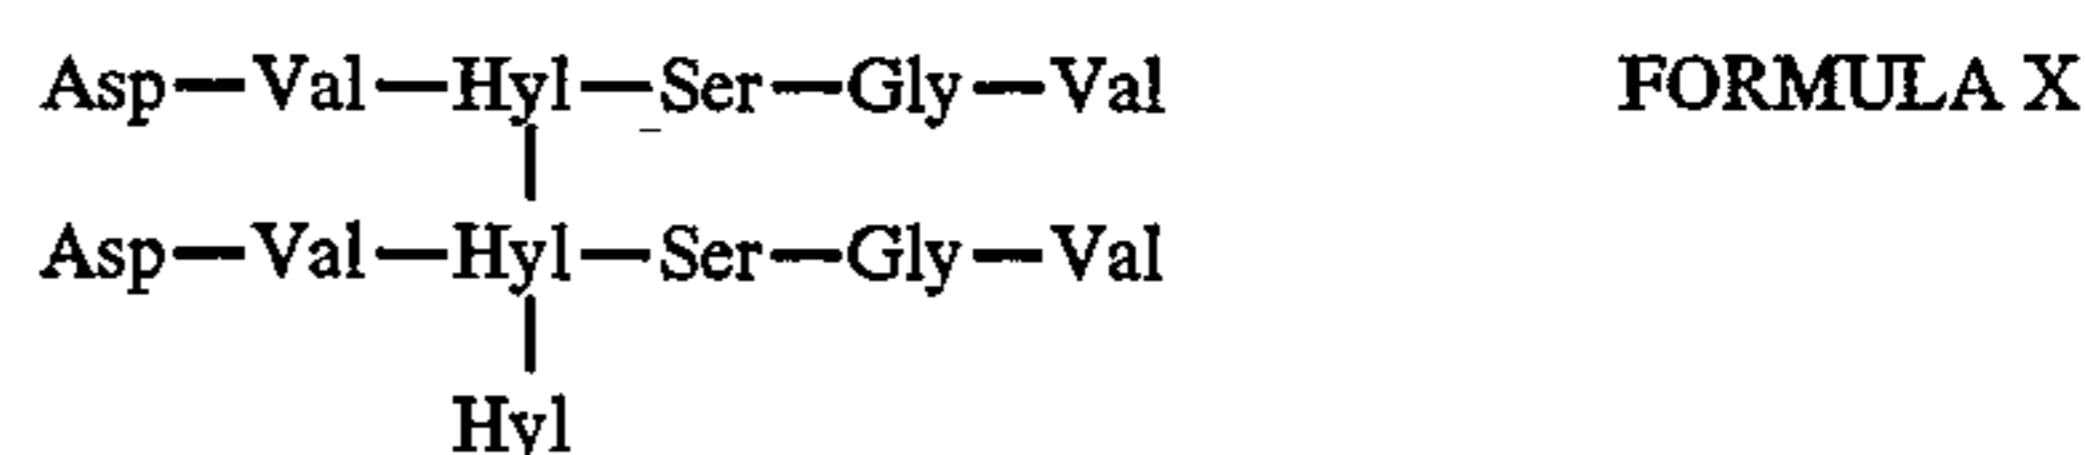 Asp—Val—Hyl—Ser—Gly—Val FORMULA X
Asp—Val—Hyl—Ser—Gly—Val
Hyl